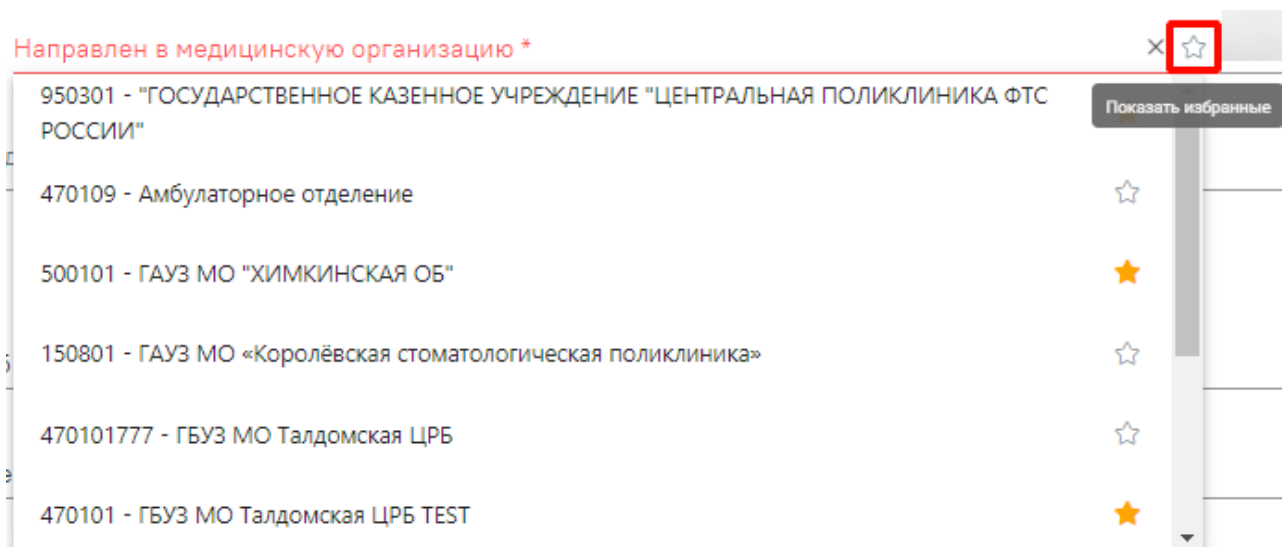 Направлен в медицинскую организацию *
950301 - "ГОСУДАРСТВЕННОЕ КАЗЕННОЕ УЧРЕЖДЕНИЕ "ЦЕНТРАЛЬНАЯ ПОЛИКЛИНИКА ФТС
РОССИИ"
Показать избранные
470109 - Амбулаторное отделение
500101 - ГАУЗ МО "ХИМКИНСКАЯ ОБ"
150801 - ГАУЗ МО «Королёвская стоматологическая поликлиника»
470101777 - ГБУЗ МО Талдомская ЦРБ
470101 - ГБУЗ МО Талдомская ЦРБ TEST